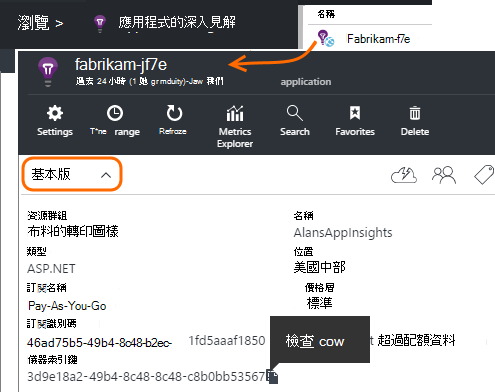 瀏覽 > 應用程式的深入見解
名稱
Fabrikam-f7e
fabrikam-jf7e
過去 24 小時 (1 跳 grmduity)-Jaw 我們
application
Settings
T*ne range
Refroze
Metrics Explorer
Search
Favorites
Delete
基本版
資源群組
布料的轉印圖樣
名稱
AlansAppInsights
類型
ASP.NET
位置
美國中部
訂閱名稱
Pay-As-You-Go
價格層
標準
訂閱識別碼
46ad75b5-49b4-8c48-b2ec- 1fd5aaaf1850
檢查 cow
t 超過配額資料
儀器索引鍵
3d9e18a2-49b4-8c48-8c48-c8b0bb53567